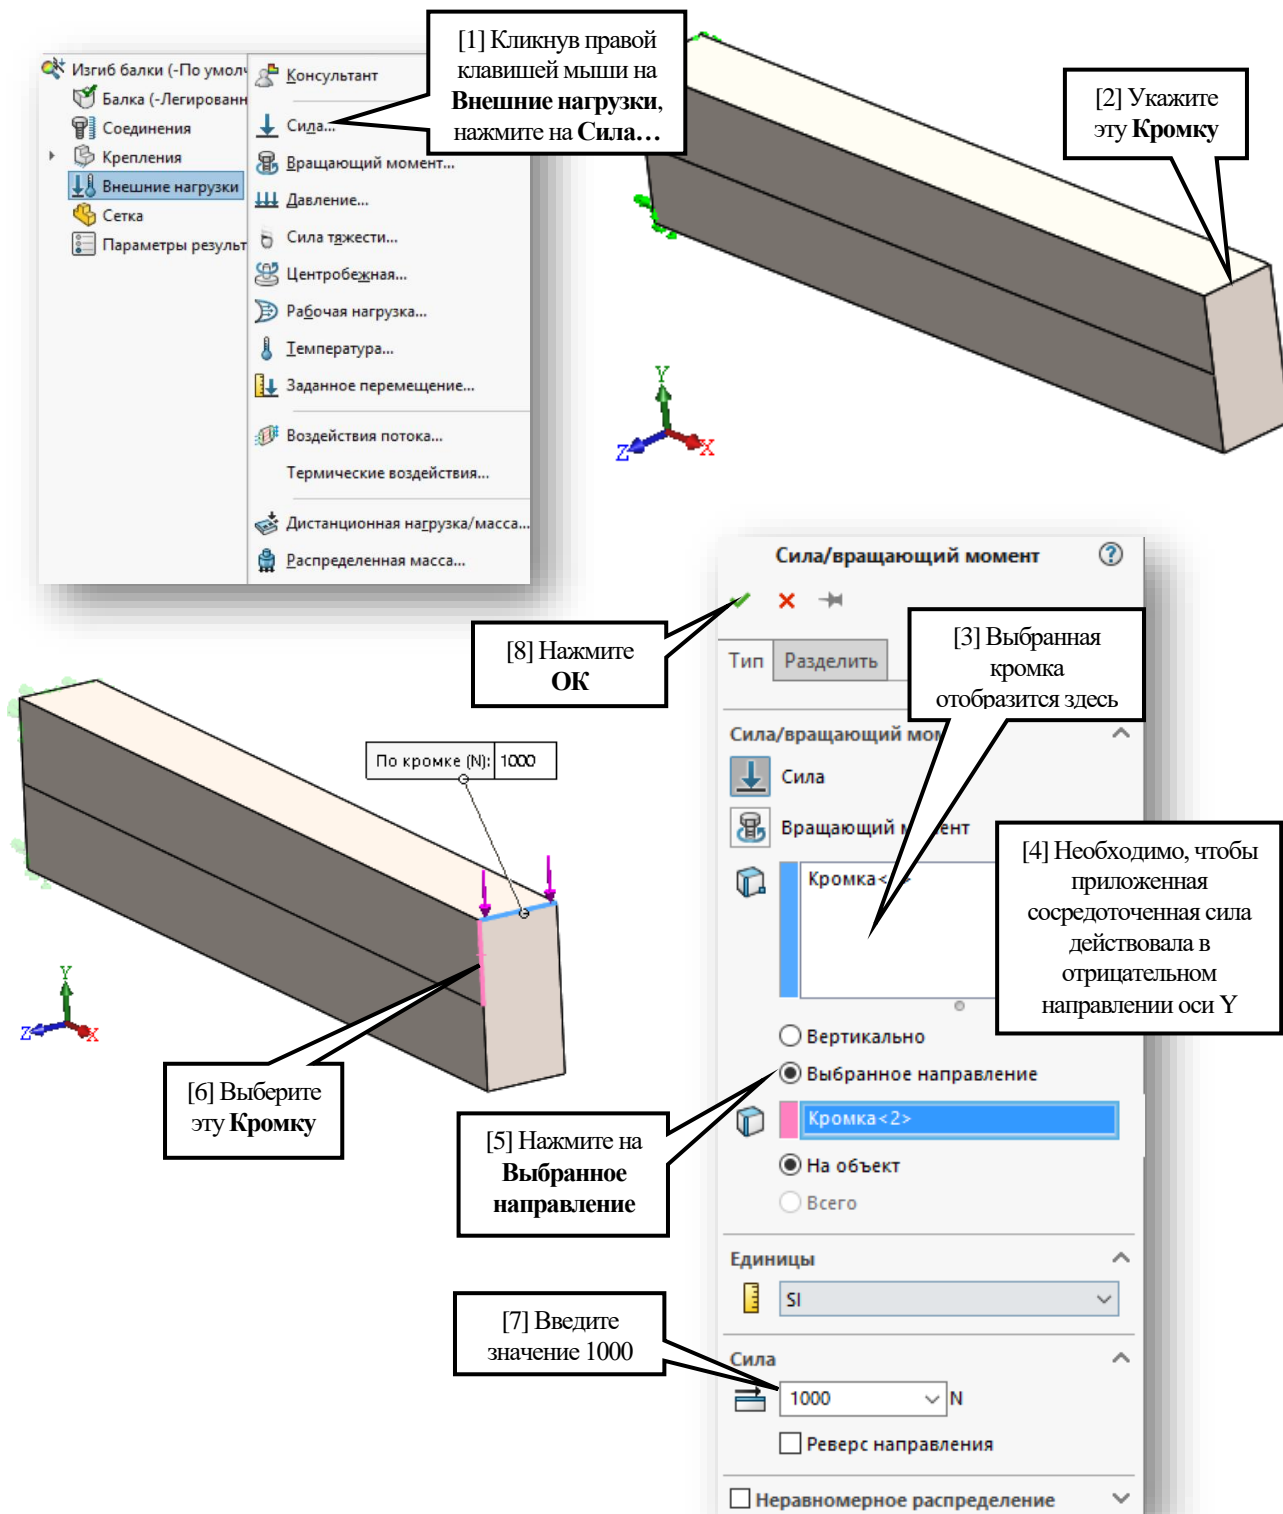 Изгиб балки (-По умолч
Балка (-Легированн
Соединения
Крепления
Внешние нагрузки
Сетка
Параметры результ
Консультант
Сила...
Вращающий момент...
Давление...
Сила тяжести...
Центробежная...
Рабочая нагрузка...
Температура...
Заданное перемещение...
Воздействия потока...
Термические воздействия...
Дистанционная нагрузка/масса...
Распределенная масса...
[1] Кликнув правой
клавишей мыши на
Внешние нагрузки,
нажмите на Сила…
[2] Укажите
эту Кромку
Y
Z
X
Сила/вращающий момент
?
[8] Нажмите
ОК
Тип
Разделить
[3] Выбранная
кромка
отобразится здесь
Сила/вращающий мо
Сила
Вращающий м мент
Кромка< >
[4] Необходимо, чтобы
приложенная
сосредоточенная сила
действовала в
отрицательном
направлении оси Y
По кромке (N): 1000
Y
Z
X
[6] Выберите
эту Кромку
Вертикально
Выбранное направление
Кромка<2>
[5] Нажмите на
Выбранное
направление
На объект
Всего
Единицы
SI
[7] Введите
значение 1000
Сила
1000 N
Реверс направления
Неравномерное распределение